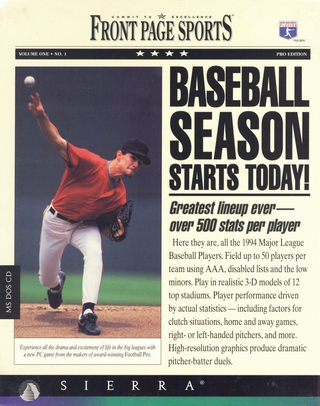 COMMITMENT TO EXCELLENCE
FRONT PAGE SPORTS
VOLUME ONE • NO. 1
PRO EDITION
BASEBALL
SEASON
STARTS TODAY!
Greatest lineup ever—
over 500 stats per player
Here they are, all the 1994 Major League
Baseball Players. Field up to 50 players per
team using AAA, disabled lists and the low
minors. Play in realistic 3-D models of 12
top stadiums. Player performance driven
by actual statistics — including factors for
clutch situations, home and away games,
right- or left-handed pitchers, and more.
High-resolution graphics produce dramatic
pitcher-batter duels.
MS DOS CD
Experience all the drama and excitement of life in the big leagues with
a new PC game from the makers of award-winning Football Pro.
SIERRA®